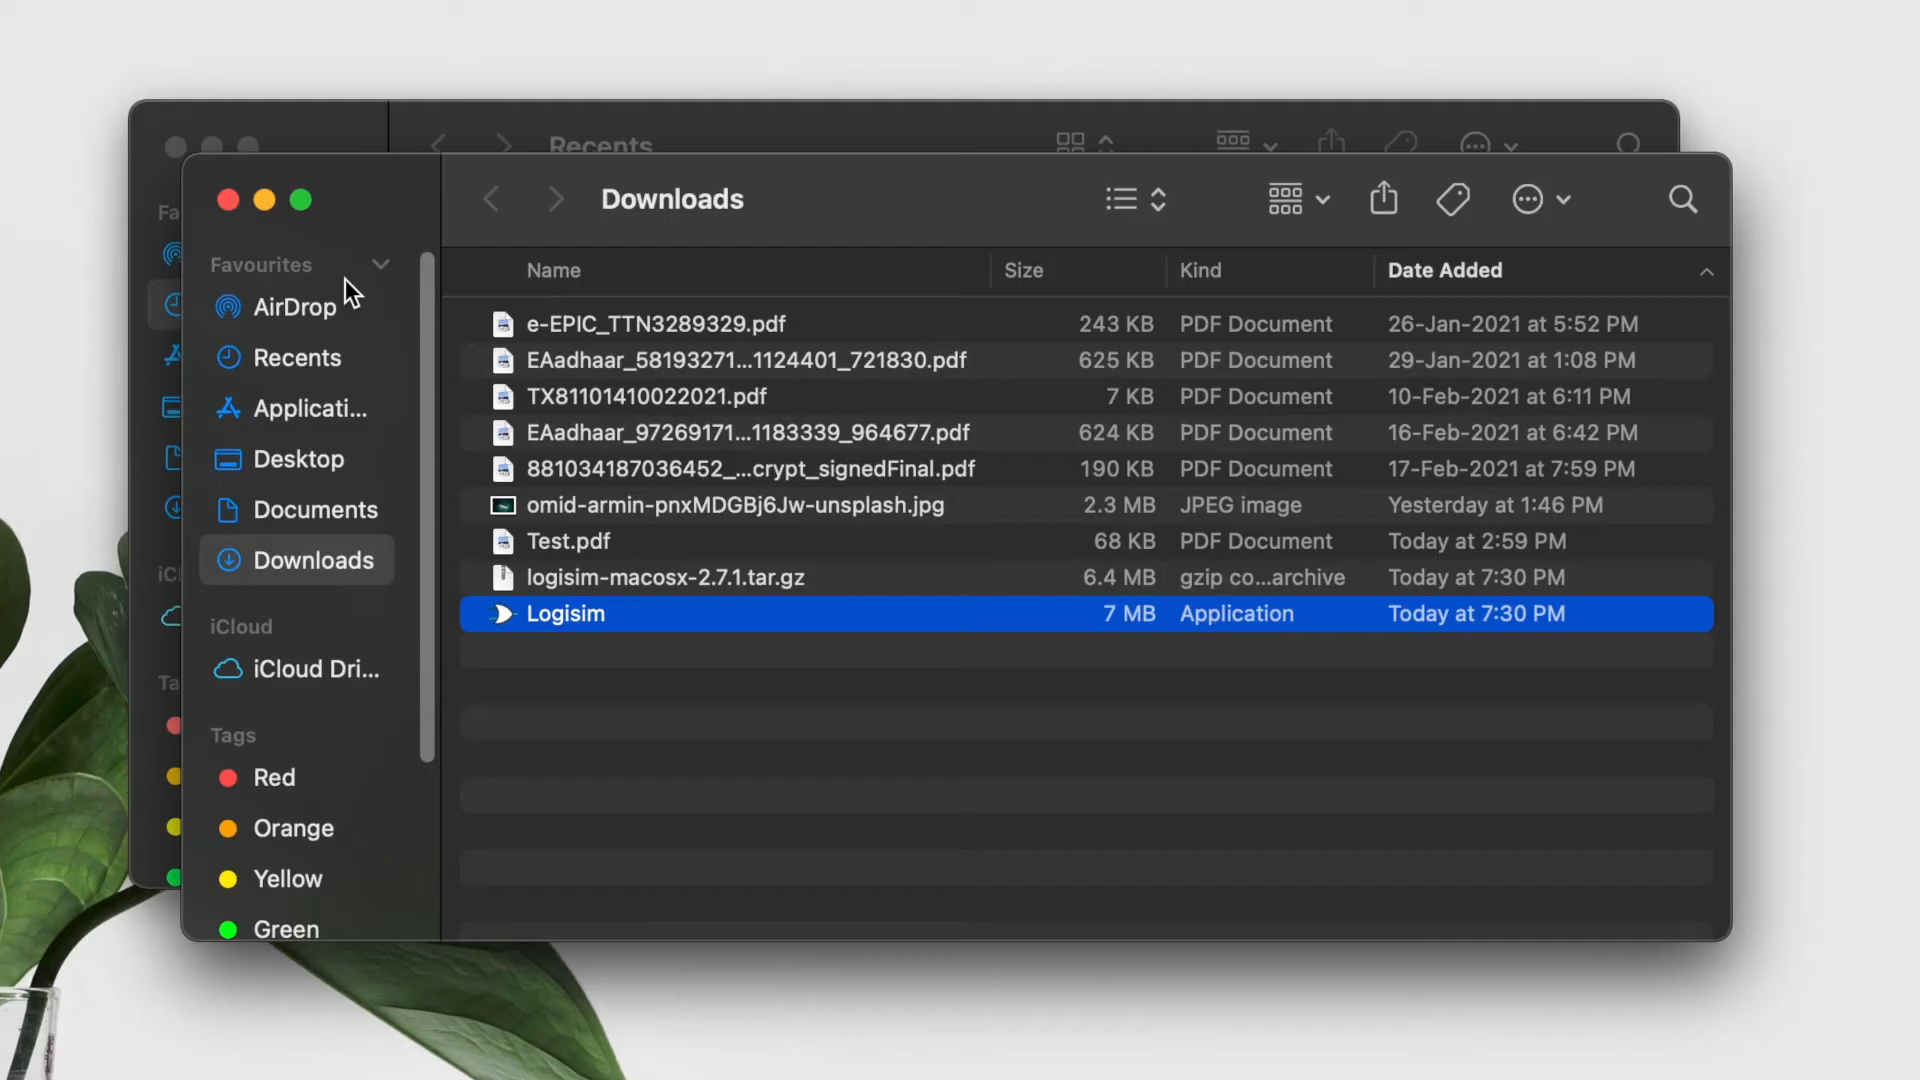 Recents
Downloads
Fa
Favourites
AirDrop
Recents
Applicati...
Desktop
Documents
Downloads
iCl
iCloud
iCloud Dri...
Ta
Tags
Red
Orange
Yellow
Green
Name Size Kind Date Added
e-EPIC_TTN3289329.pdf 243 KB PDF Document 26-Jan-2021 at 5:52 PM
EAadhaar_58193271...1124401_721830.pdf 625 KB PDF Document 29-Jan-2021 at 1:08 PM
TX81101410022021.pdf 7 KB PDF Document 10-Feb-2021 at 6:11 PM
EAadhaar_97269171...1183339_964677.pdf 624 KB PDF Document 16-Feb-2021 at 6:42 PM
881034187036452_...crypt_signedFinal.pdf 190 KB PDF Document 17-Feb-2021 at 7:59 PM
omid-armin-pnxMDGBj6Jw-unsplash.jpg 2.3 MB JPEG image Yesterday at 1:46 PM
Test.pdf 68 KB PDF Document Today at 2:59 PM
logisim-macosx-2.7.1.tar.gz 6.4 MB gzip co...archive Today at 7:30 PM
Logisim 7 MB Application Today at 7:30 PM